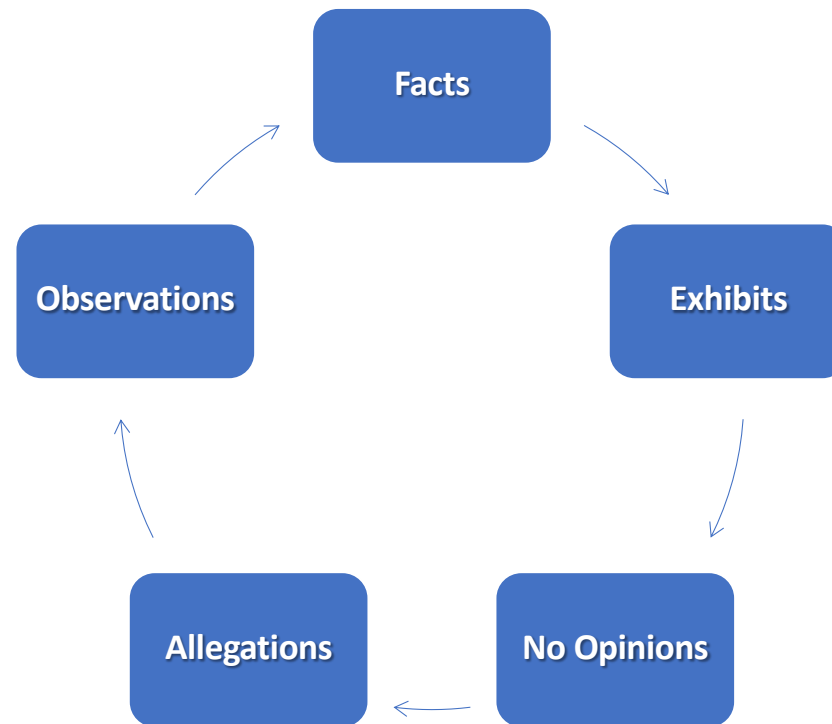 Facts
Exhibits
No Opinions
Allegations
Observations